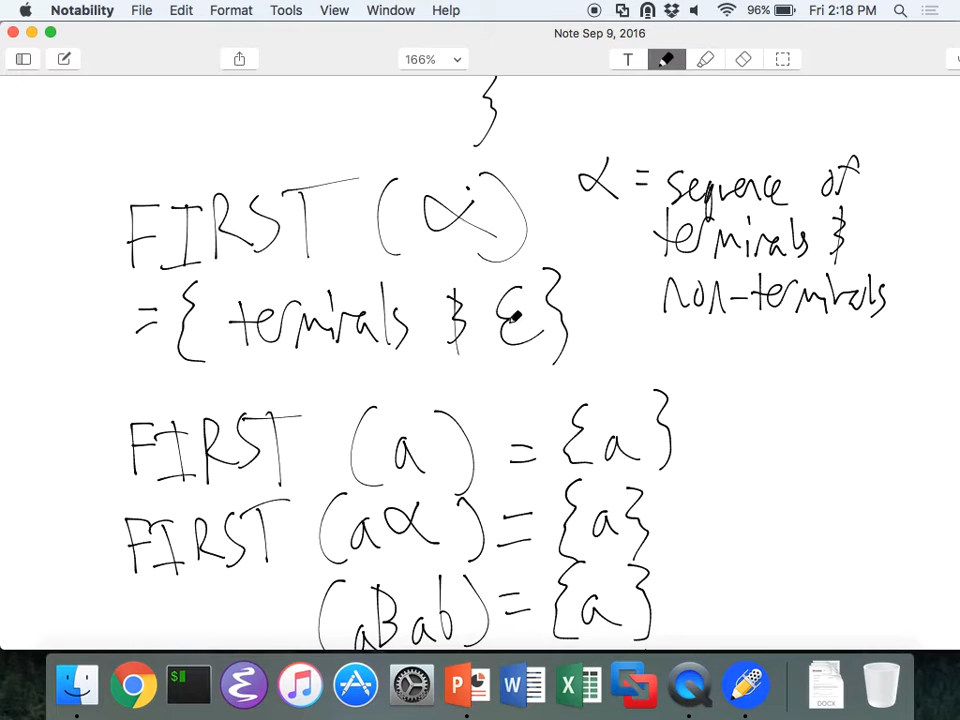 Notability File Edit Format Tools View Window Help 96% Fri 2:18 PM
Note Sep 9, 2016
166% T
}
FIRST (α)
= { terminals & ε }
α = sequence of
terminals &
non-terminals
FIRST (a) = {a}
FIRST (aα) = {a}
(aBab) = {a}
$ P W X DOCX